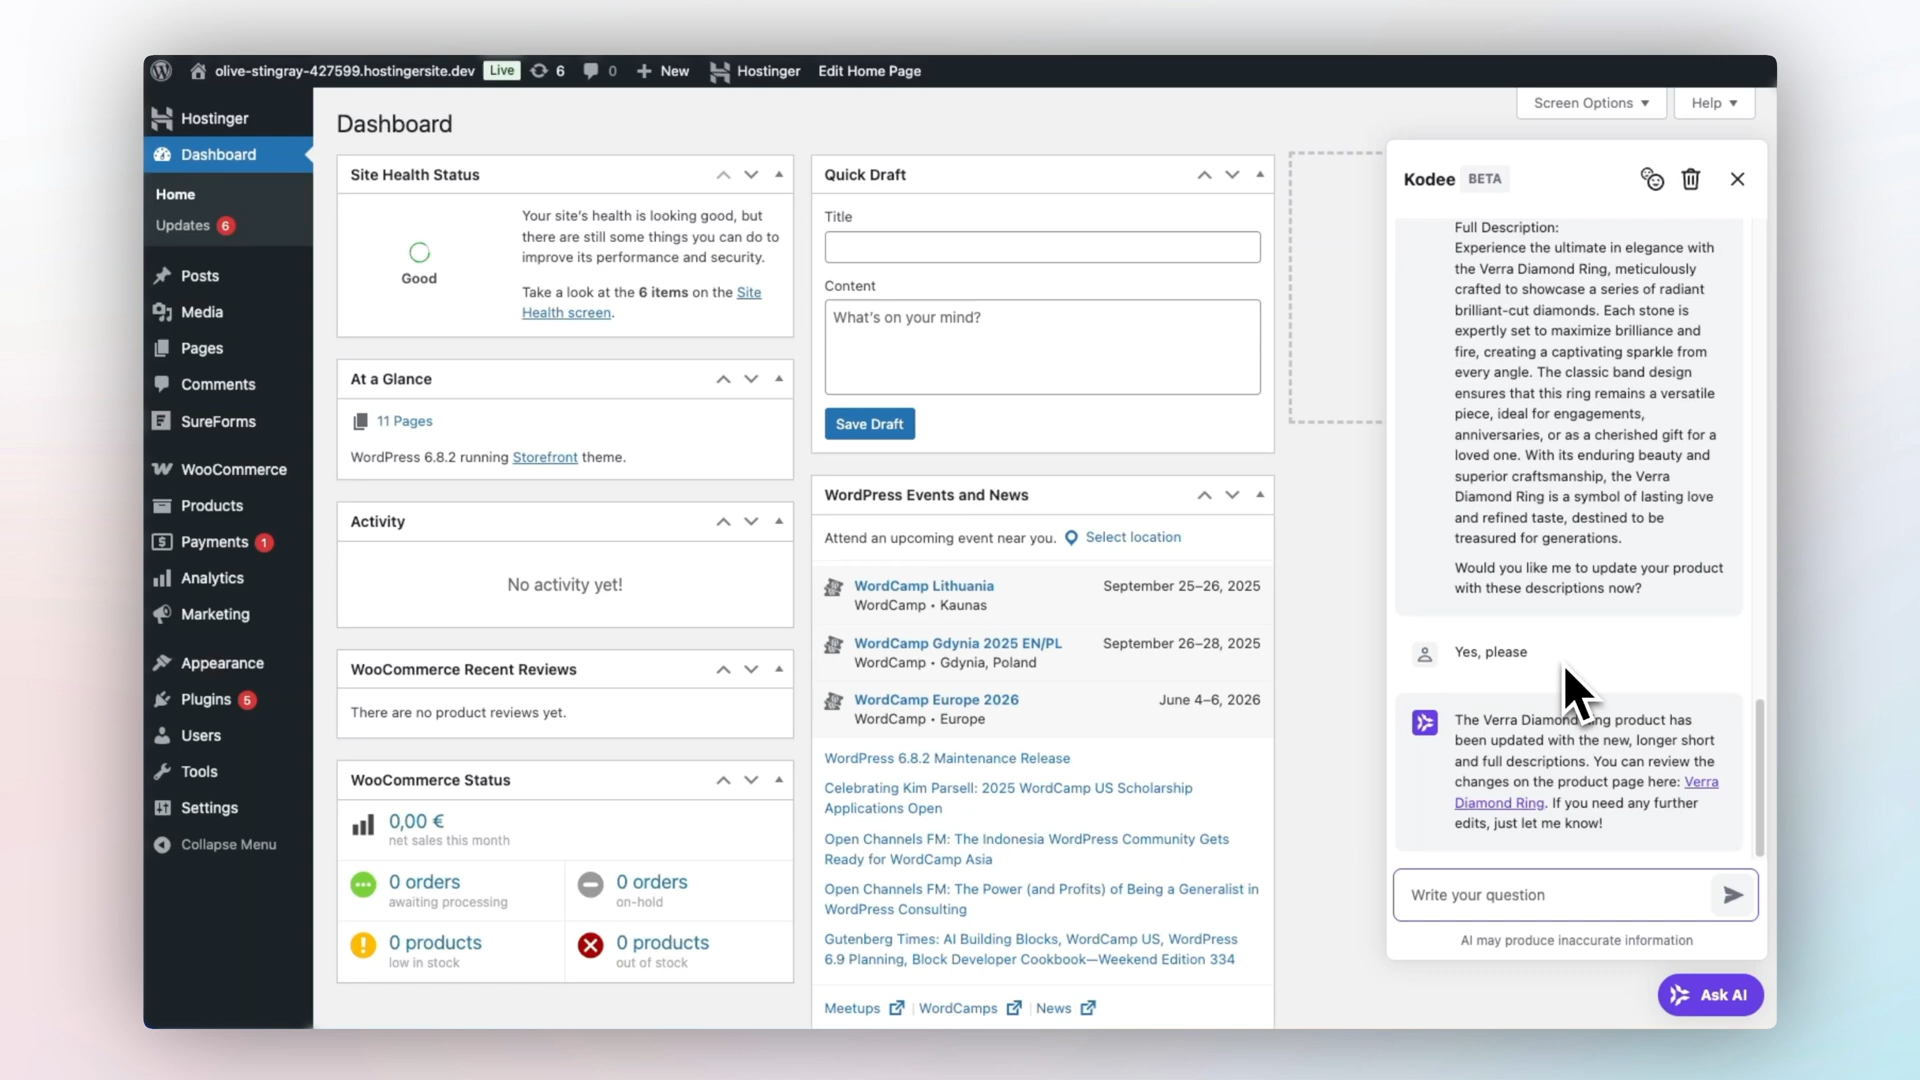 olive-stingray-427599.hostingersite.dev Live 6 0 New Hostinger Edit Home Page
Hostinger
Dashboard
Home
Updates 6
Posts
Media
Pages
Comments
SureForms
WooCommerce
Products
Payments 1
Analytics
Marketing
Appearance
Plugins 5
Users
Tools
Settings
Collapse Menu
Screen Options
Help
Dashboard
Site Health Status
Good
Your site's health is looking good, but
there are still some things you can do to
improve its performance and security.
Take a look at the 6 items on the Site
Health screen.
At a Glance
11 Pages
WordPress 6.8.2 running Storefront theme.
Activity
No activity yet!
WooCommerce Recent Reviews
There are no product reviews yet.
WooCommerce Status
0,00 €
net sales this month
0 orders
awaiting processing
0 orders
on-hold
0 products
low in stock
0 products
out of stock
Quick Draft
Title
Content
What's on your mind?
Save Draft
WordPress Events and News
Attend an upcoming event near you. Select location
WordCamp Lithuania September 25–26, 2025
WordCamp • Kaunas
WordCamp Gdynia 2025 EN/PL September 26–28, 2025
WordCamp • Gdynia, Poland
WordCamp Europe 2026 June 4–6, 2026
WordCamp • Europe
WordPress 6.8.2 Maintenance Release
Celebrating Kim Parsell: 2025 WordCamp US Scholarship
Applications Open
Open Channels FM: The Indonesia WordPress Community Gets
Ready for WordCamp Asia
Open Channels FM: The Power (and Profits) of Being a Generalist in
WordPress Consulting
Gutenberg Times: AI Building Blocks, WordCamp US, WordPress
6.9 Planning, Block Developer Cookbook—Weekend Edition 334
Meetups | WordCamps | News
Kodee BETA
Full Description:
Experience the ultimate in elegance with
the Verra Diamond Ring, meticulously
crafted to showcase a series of radiant
brilliant-cut diamonds. Each stone is
expertly set to maximize brilliance and
fire, creating a captivating sparkle from
every angle. The classic band design
ensures that this ring remains a versatile
piece, ideal for engagements,
anniversaries, or as a cherished gift for a
loved one. With its enduring beauty and
superior craftsmanship, the Verra
Diamond Ring is a symbol of lasting love
and refined taste, destined to be
treasured for generations.
Would you like me to update your product
with these descriptions now?
Yes, please
The Verra Diamond Ring product has
been updated with the new, longer short
and full descriptions. You can review the
changes on the product page here: Verra
Diamond Ring. If you need any further
edits, just let me know!
Write your question
AI may produce inaccurate information
Ask AI